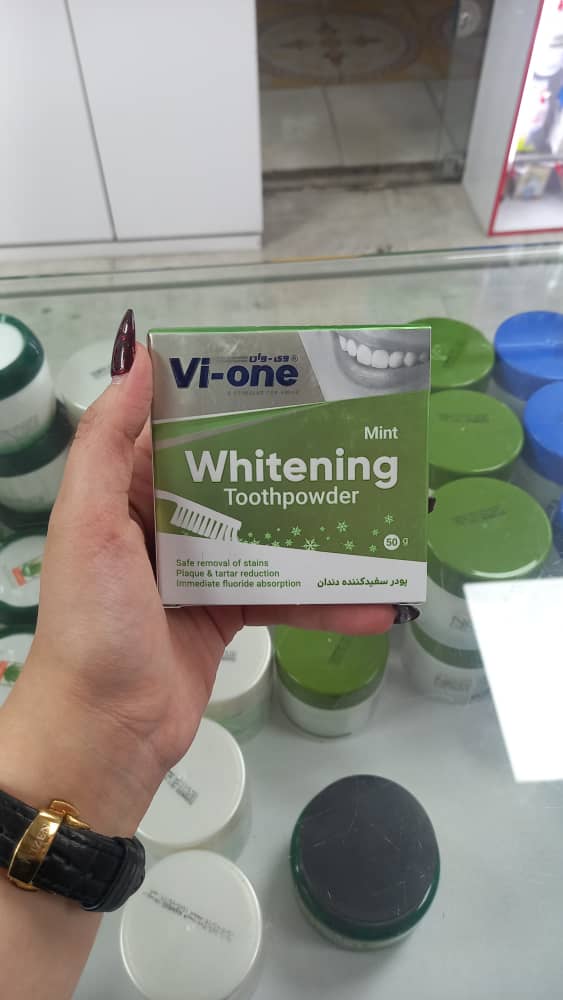 وی-وان®
Vi-one
Mint
Whitening
Toothpowder
50 g
Safe removal of stains
Plaque & tartar reduction
Immediate fluoride absorption
پودر سفیدکننده دندان